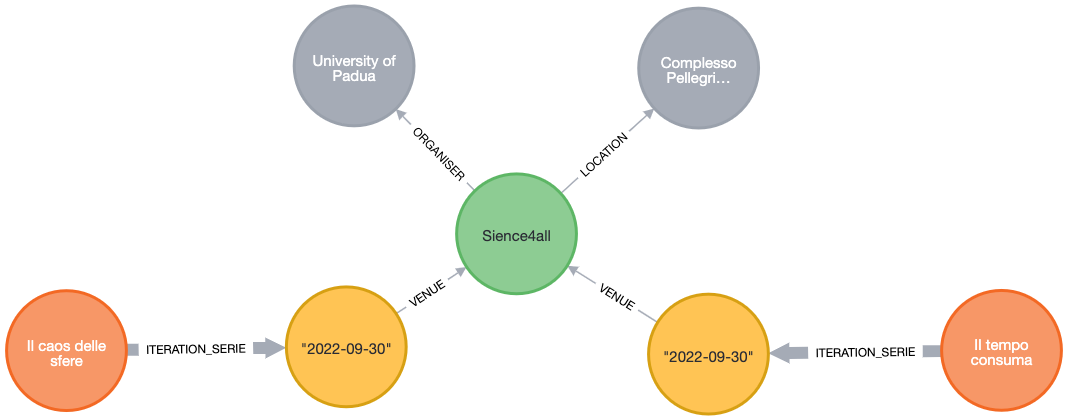 University of
Padua
Complesso
Pellegri...
ORGANISER
LOCATION
Sience4all
VENUE
VENUE
Il caos delle
sfere
ITERATION_SERIE
"2022-09-30"
"2022-09-30"
ITERATION_SERIE
Il tempo
consuma